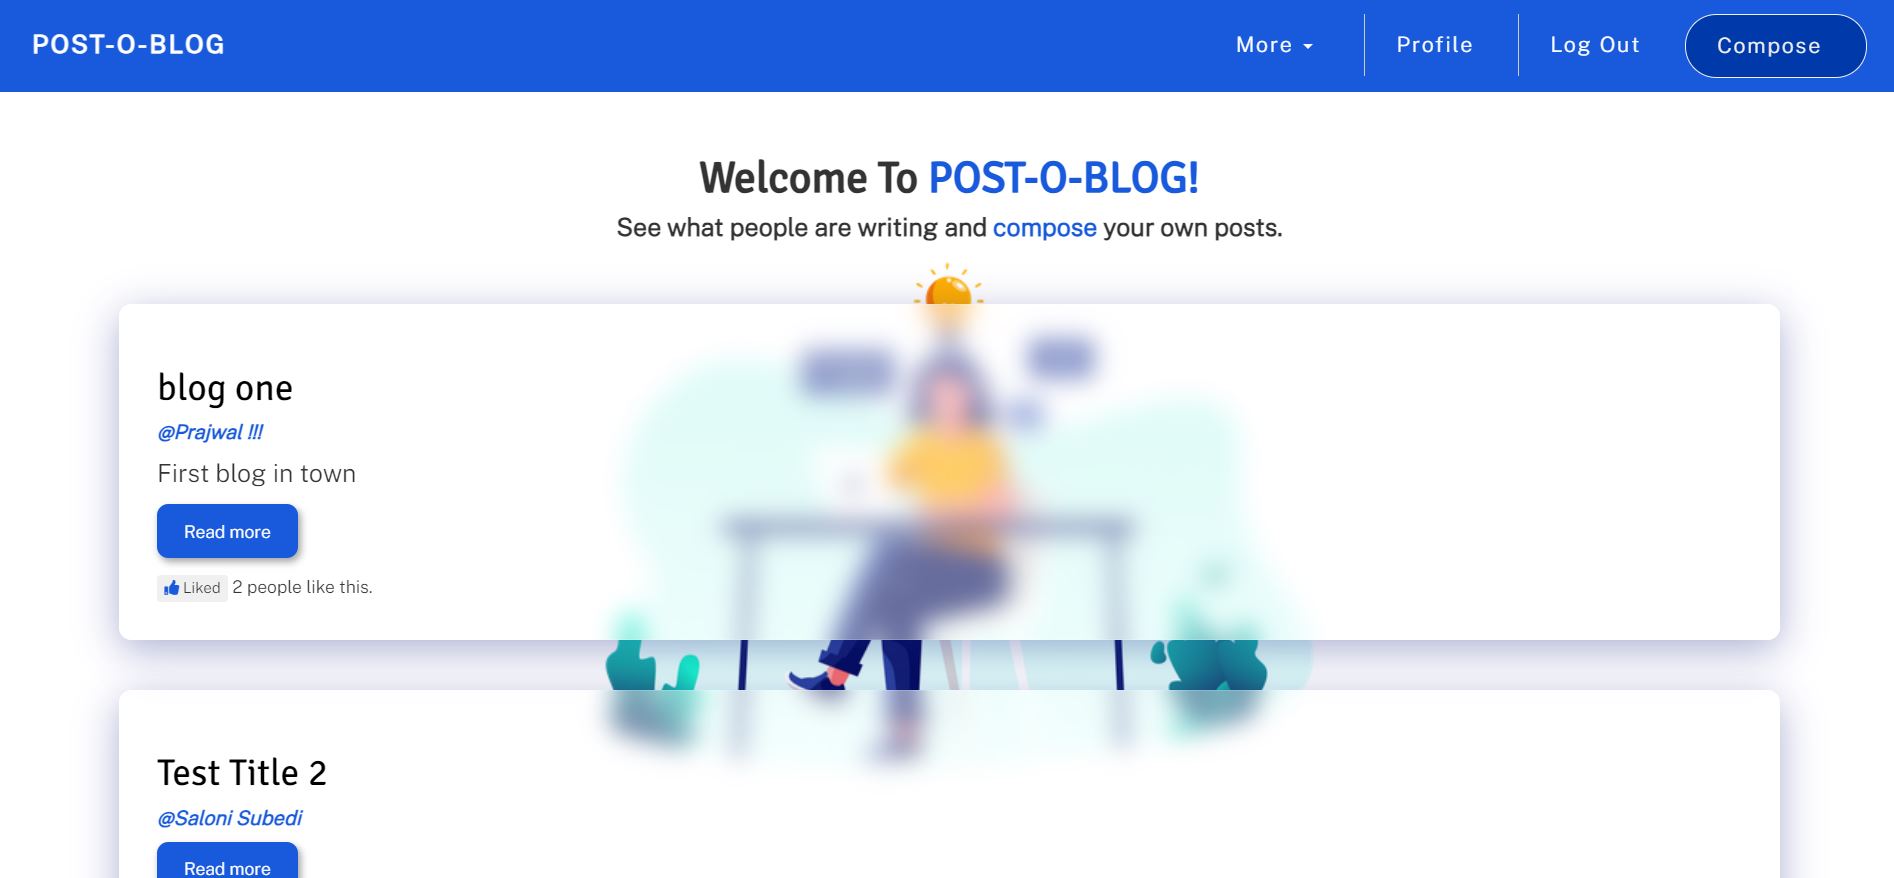 POST-O-BLOG
More
Profile
Log Out
Compose
Welcome To POST-O-BLOG!
See what people are writing and compose your own posts.
blog one
@Prajwal !!!
First blog in town
Read more
Liked 2 people like this.
Test Title 2
@Saloni Subedi
Read more